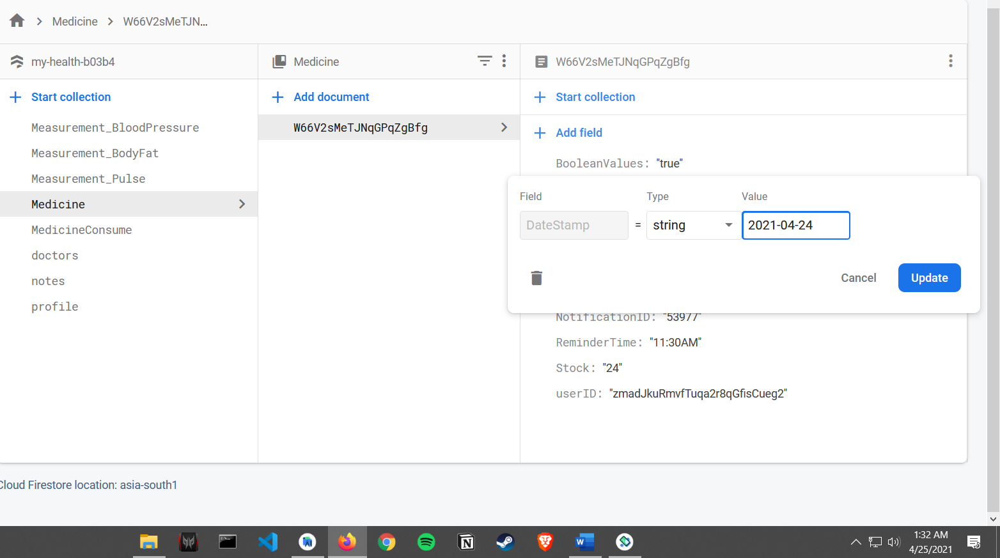 Medicine
W66V2sMeTJN...
my-health-b03b4
Medicine
W66V2sMeTJNqGPqZgBfg
Start collection
Add document
Start collection
Measurement_BloodPressure
Measurement_BodyFat
Measurement_Pulse
Medicine
MedicineConsume
doctors
notes
profile
W66V2sMeTJNqGPqZgBfg
Add field
BooleanValues: "true"
Field Type Value
DateStamp = string 2021-04-24
Cancel Update
NotificationID: "53977"
ReminderTime: "11:30AM"
Stock: "24"
userID: "zmadJkuRmvfTuqa2r8qGfisCueg2"
Cloud Firestore location: asia-south1
1:32 AM
4/25/2021